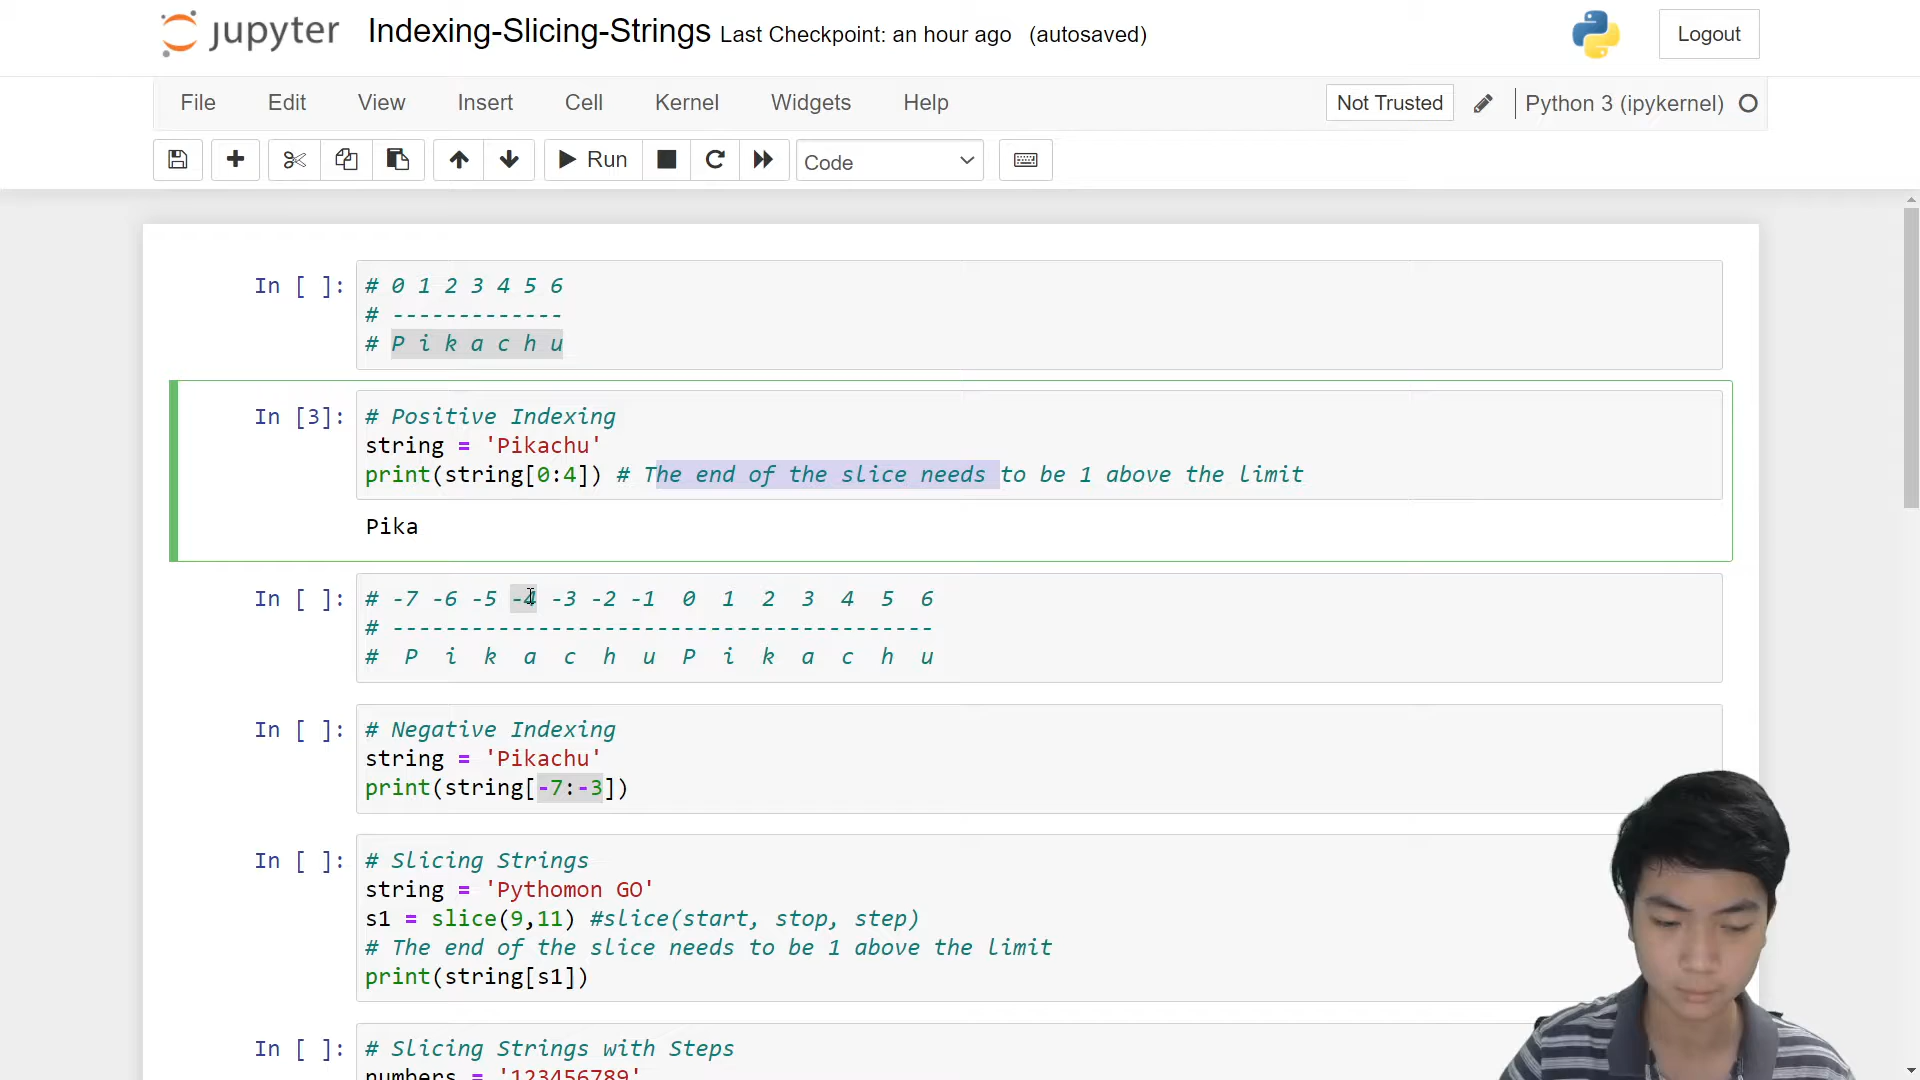 jupyter Indexing-Slicing-Strings Last Checkpoint: an hour ago (autosaved) Logout
File Edit View Insert Cell Kernel Widgets Help Not Trusted Python 3 (ipykernel)
Run Code
In [ ]: # 0 1 2 3 4 5 6
# -------------
# P i k a c h u
In [3]: # Positive Indexing
string = 'Pikachu'
print(string[0:4]) # The end of the slice needs to be 1 above the limit
Pika
In [ ]: # -7 -6 -5 -4 -3 -2 -1  0  1  2  3  4  5  6
# -----------------------------------------
#  P  i  k  a  c  h  u  P  i  k  a  c  h  u
In [ ]: # Negative Indexing
string = 'Pikachu'
print(string[-7:-3])
In [ ]: # Slicing Strings
string = 'Pythomon GO'
s1 = slice(9,11) #slice(start, stop, step)
# The end of the slice needs to be 1 above the limit
print(string[s1])
In [ ]: # Slicing Strings with Steps
numbers = '123456789'